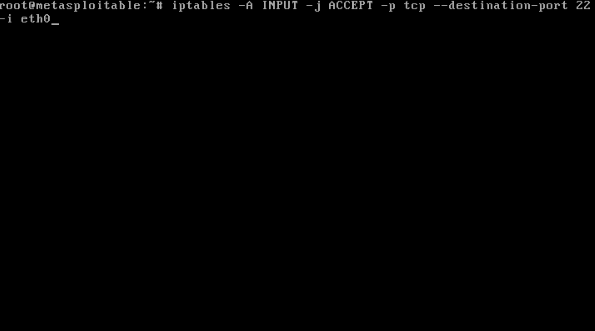 root@metasploitable:~# iptables -A INPUT -j ACCEPT -p tcp --destination-port 22
-i eth0_